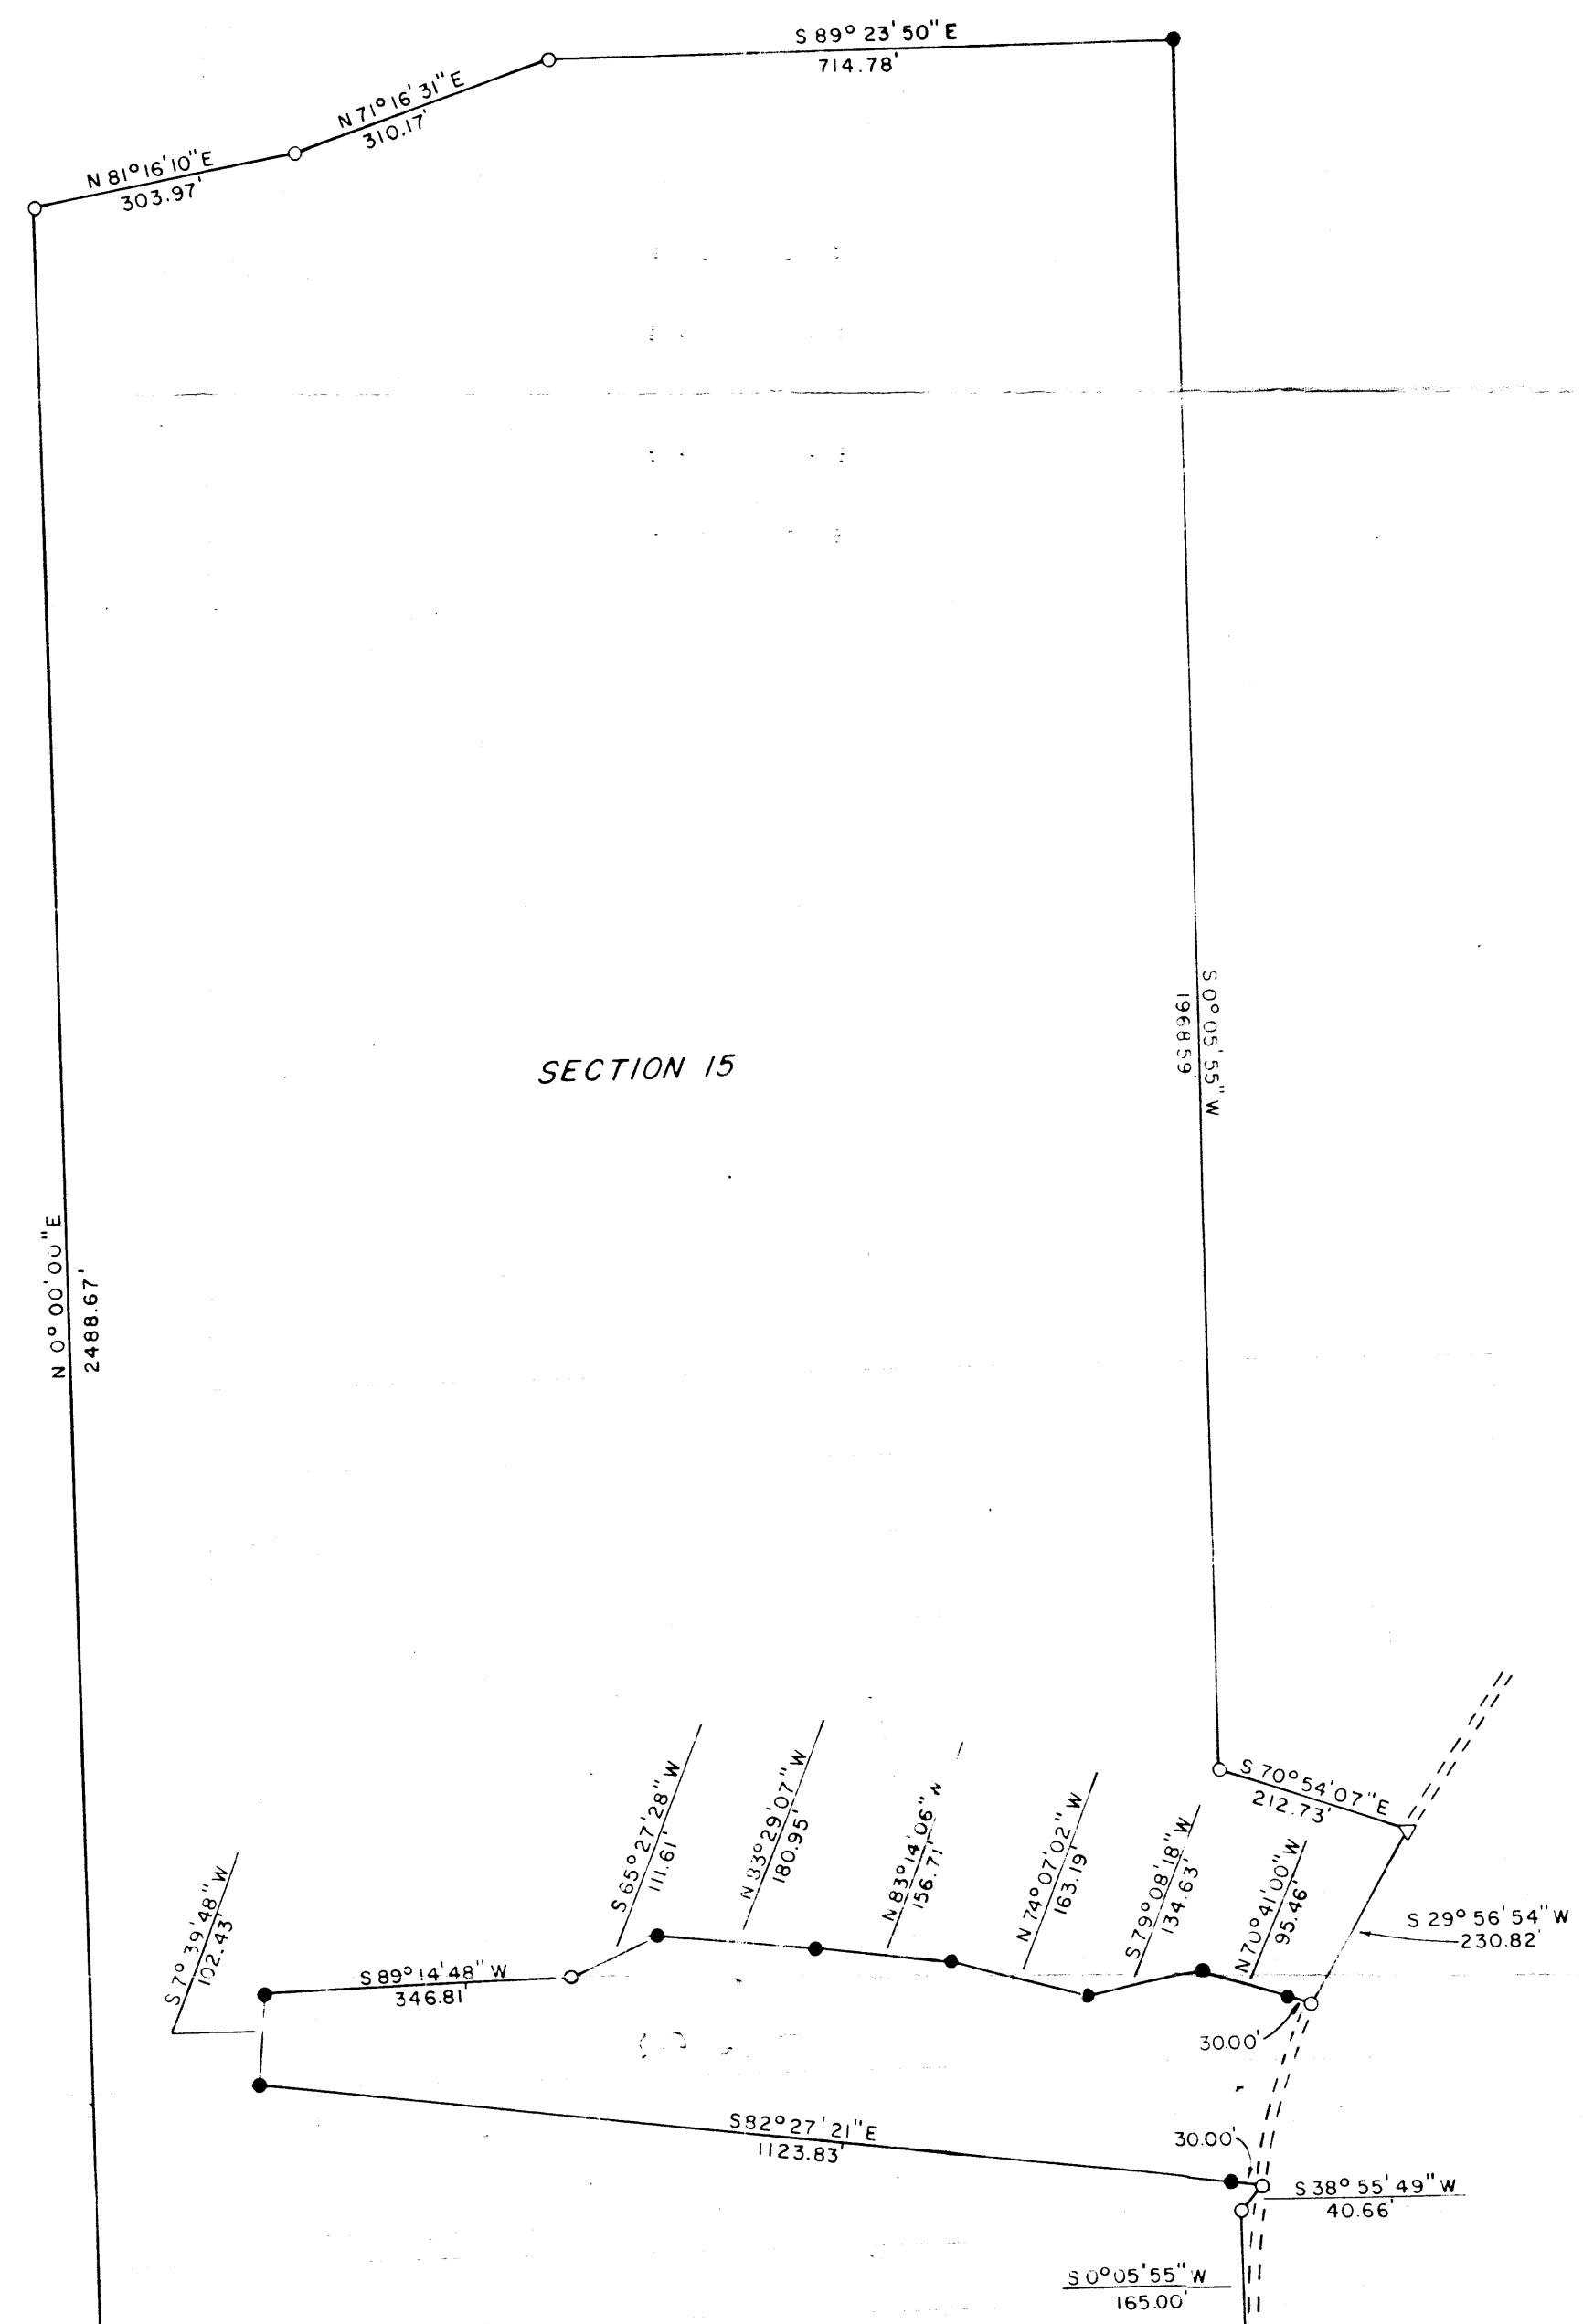 S 89° 23' 50" E
714.78'
N 71° 16' 31" E
310.17'
N 81° 16' 10" E
303.97'
S 0° 05' 55" W
1968.59
SECTION 15
N 0° 00' 00" E
2488.67'
S 70° 54' 07" E
212.73'
S 29° 56' 54" W
230.82'
N 70° 41' 00" W
95.46'
S 79° 08' 18" W
134.63'
N 74° 07' 02" W
163.19'
N 83° 14' 06" W
156.71'
N 83° 29' 07" W
180.95'
S 65° 27' 28" W
111.61'
S 89° 14' 48" W
346.81'
S 7° 39' 48" W
102.43'
30.00'
S 82° 27' 21" E
1123.83'
30.00'
S 38° 55' 49" W
40.66'
S 0° 05' 55" W
165.00'